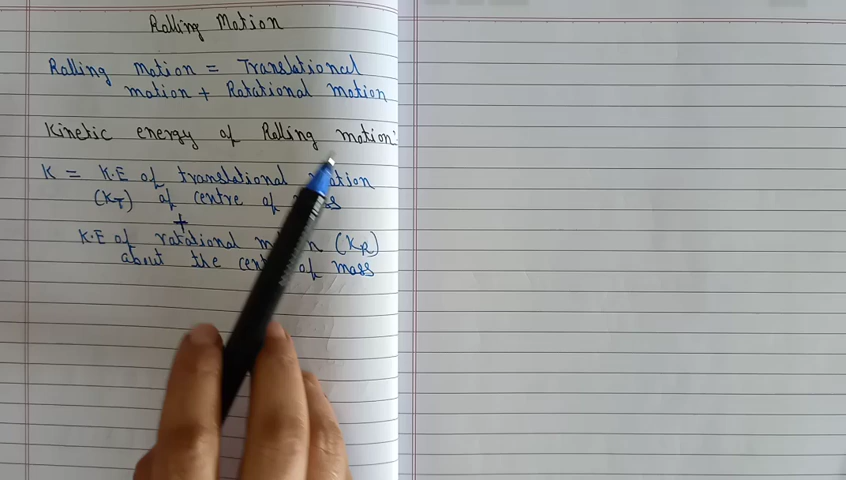 Rolling Motion
Rolling Motion = Translational
motion + Rotational Motion
Kinetic energy of Rolling motion:
K = K.E of translational
(KT) of centre of
+
K.E of rotational (KR)
about the of mass